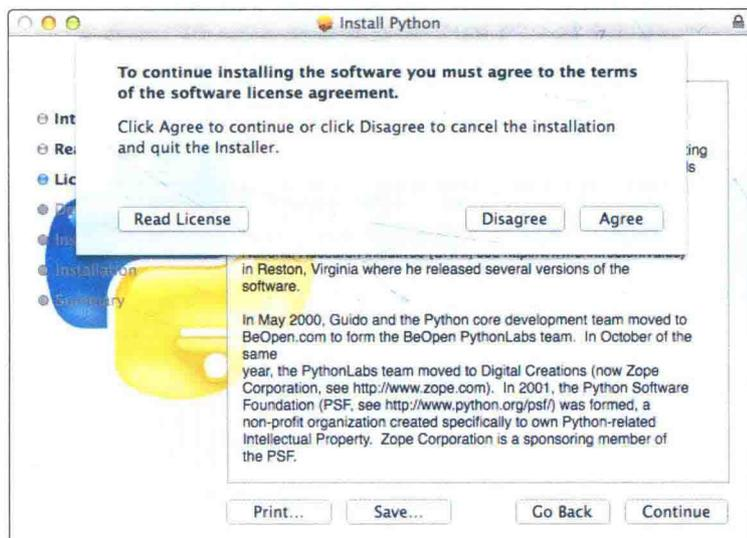 Install Python
To continue installing the software you must agree to the terms
of the software license agreement.
Click Agree to continue or click Disagree to cancel the installation
and quit the Installer.
Read License
Disagree
Agree
Int
Rea
Lic
Installation
Summary
in Reston, Virginia where he released several versions of the
software.
In May 2000, Guido and the Python core development team moved to
BeOpen.com to form the BeOpen PythonLabs team. In October of the
same
year, the PythonLabs team moved to Digital Creations (now Zope
Corporation, see http://www.zope.com). In 2001, the Python Software
Foundation (PSF, see http://www.python.org/psf/) was formed, a
non-profit organization created specifically to own Python-related
Intellectual Property. Zope Corporation is a sponsoring member of
the PSF.
Print...
Save...
Go Back
Continue